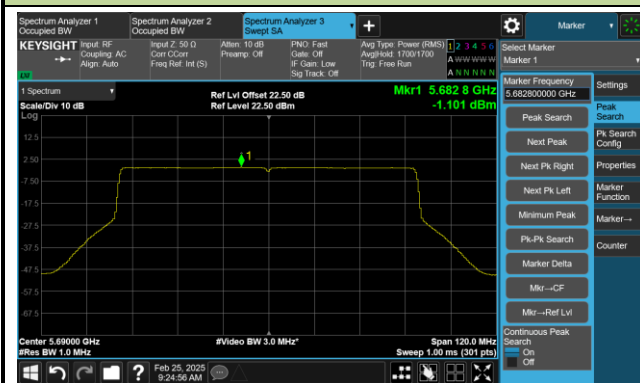 Spectrum Analyzer 1
Occupied BW
Spectrum Analyzer 2
Occupied BW
Spectrum Analyzer 3
Swept SA
+
Marker
KEYSIGHT
Input: RF
Coupling: AC
Align: Auto
Input Z: 50 Ω
Corr CCorr
Freq Ref: Int (S)
Atten: 10 dB
Preamp: Off
PNO: Fast
Gate: Off
IF Gain: Low
Sig Track: Off
Avg Type: Power (RMS)
Avg|Hold: 1700/1700
Trig: Free Run
1 2 3 4 5 6
A W W W W W
A N N N N N
Select Marker
Marker 1
1 Spectrum
Scale/Div 10 dB
Log
Ref Lvl Offset 22.50 dB
Ref Level 22.50 dBm
Mkr1 5.682 8 GHz
-1.101 dBm
12.5
2.50
-7.50
-17.5
-27.5
-37.5
-47.5
-57.5
-67.5
1
Center 5.69000 GHz
#Res BW 1.0 MHz
#Video BW 3.0 MHz*
Span 120.0 MHz
Sweep 1.00 ms (301 pts)
Marker Frequency
5.682800000 GHz
Peak Search
Next Peak
Next Pk Right
Next Pk Left
Minimum Peak
Pk-Pk Search
Marker Delta
Mkr→CF
Mkr→Ref Lvl
Continuous Peak
Search
On
Off
Settings
Peak
Search
Pk Search
Config
Properties
Marker
Function
Marker→
Counter
?
Feb 25, 2025
9:24:56 AM